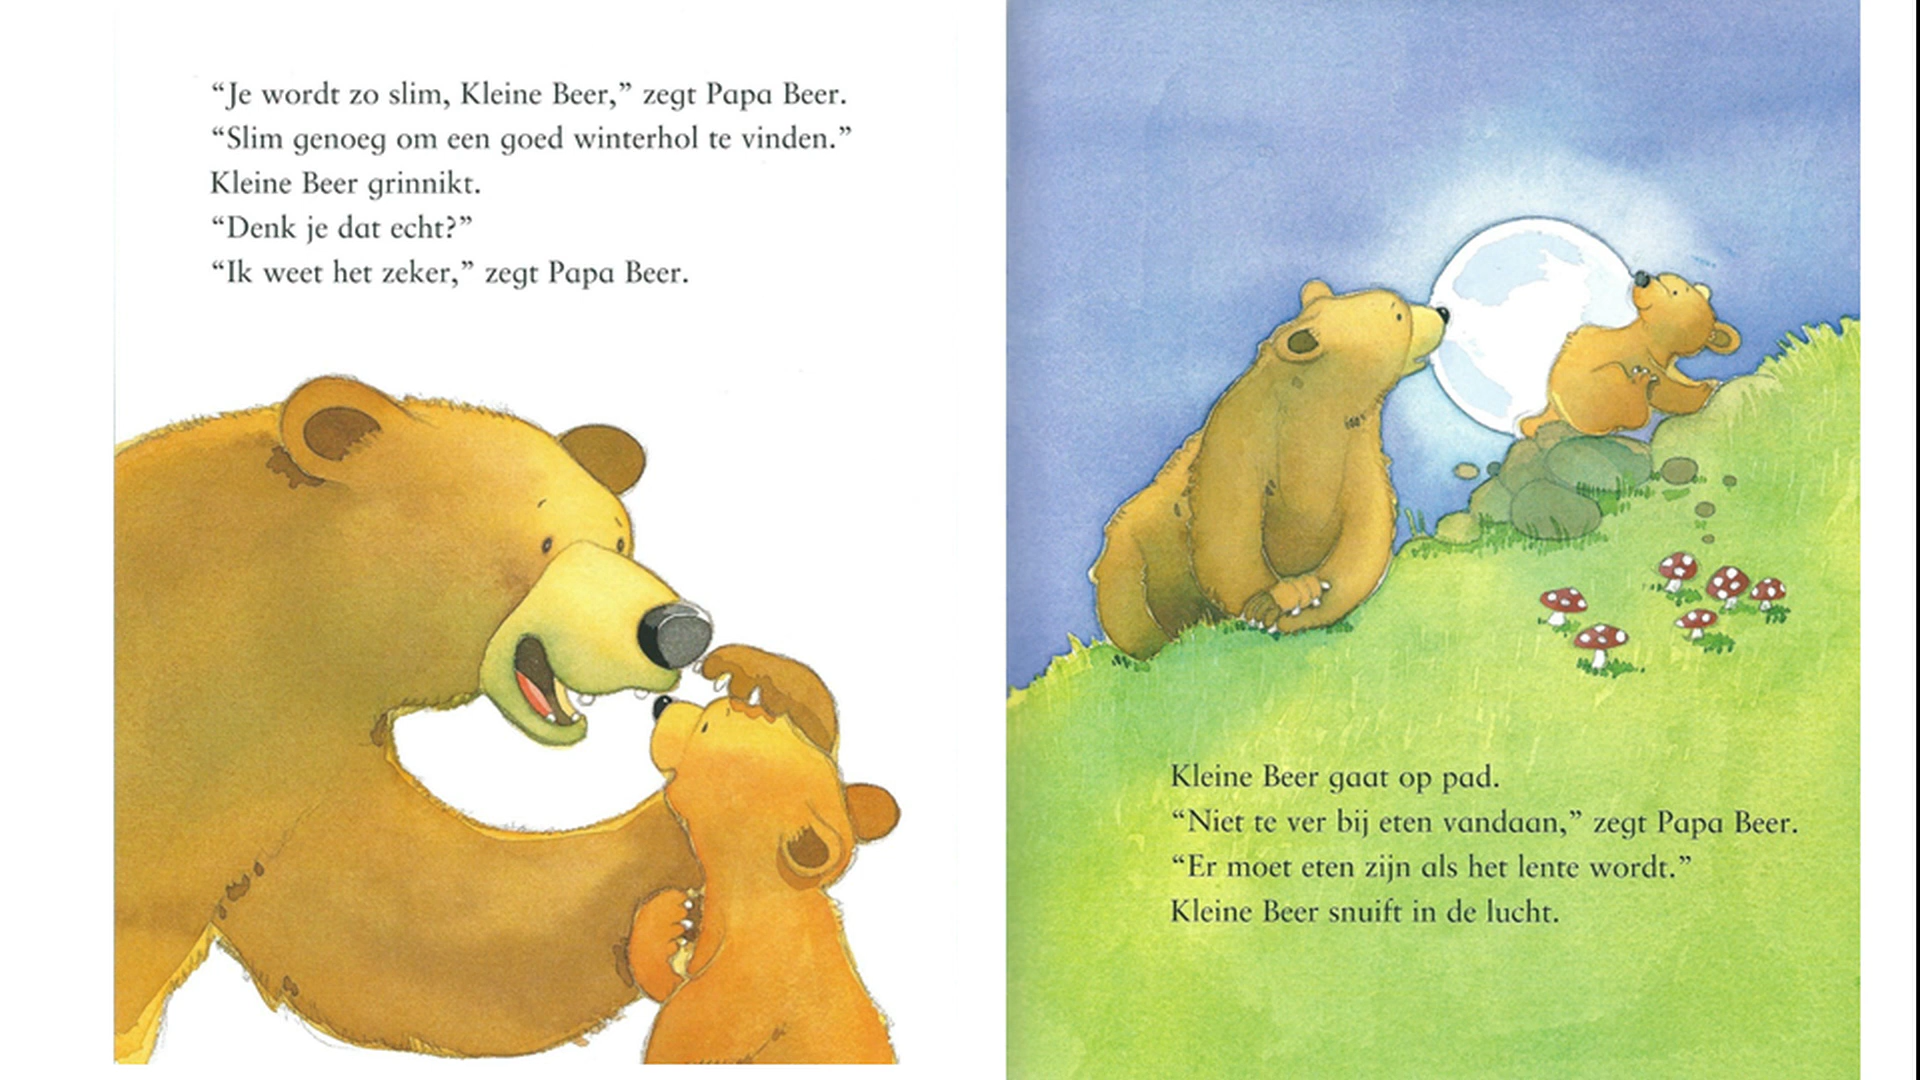 “Je wordt zo slim, Kleine Beer,” zegt Papa Beer.
“Slim genoeg om een goed winterhol te vinden.”
Kleine Beer grinnikt.
“Denk je dat echt?”
“Ik weet het zeker,” zegt Papa Beer.
Kleine Beer gaat op pad.
“Niet te ver bij eten vandaan,” zegt Papa Beer.
“Er moet eten zijn als het lente wordt.”
Kleine Beer snuift in de lucht.